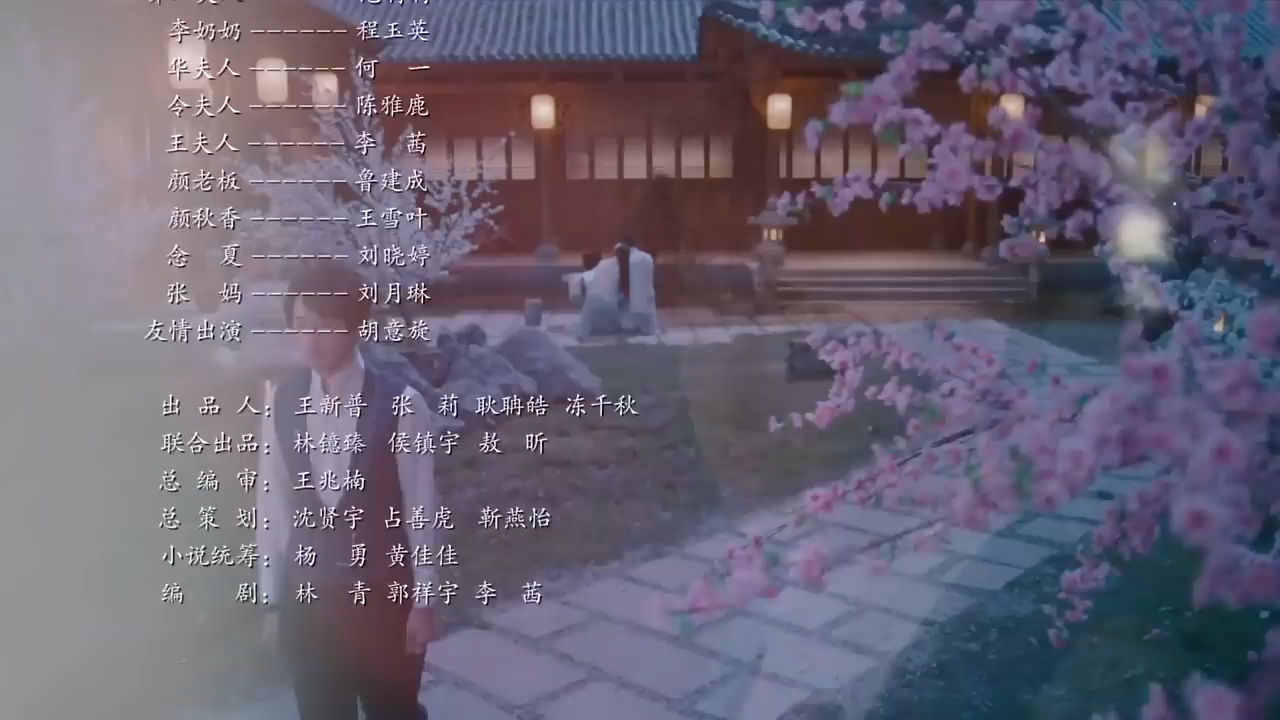 李奶奶 —————— 程玉英
华夫人 —————— 何 一
令夫人 —————— 陈雅鹿
王夫人 —————— 李 茜
颜老板 —————— 鲁建成
颜秋香 —————— 王雪叶
念 夏 —————— 刘晓婷
张 妈 —————— 刘月琳
友情出演 —————— 胡意旋
出 品 人： 王新普 张 莉 耿聃皓 冻千秋
联合出品： 林镱臻 侯镇宇 敖 昕
总 编 审： 王兆楠
总 策 划： 沈贤宇 占善虎 靳燕怡
小说统筹： 杨 勇 黄佳佳
编 剧： 林 青 郭祥宇 李 茜